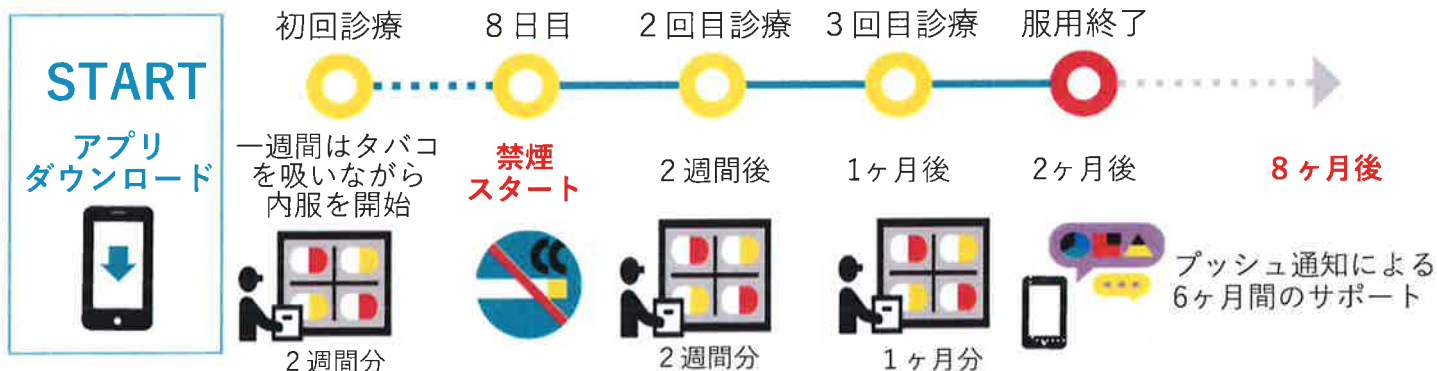 START
アプリ
ダウンロード
初回診療
一週間はタバコ
を吸いながら
内服を開始
2週間分
8日目
禁煙
スタート
2回目診療
2週間後
2週間分
3回目診療
1ヶ月後
1ヶ月分
服用終了
2ヶ月後
8ヶ月後
プッシュ通知による
6ヶ月間のサポート